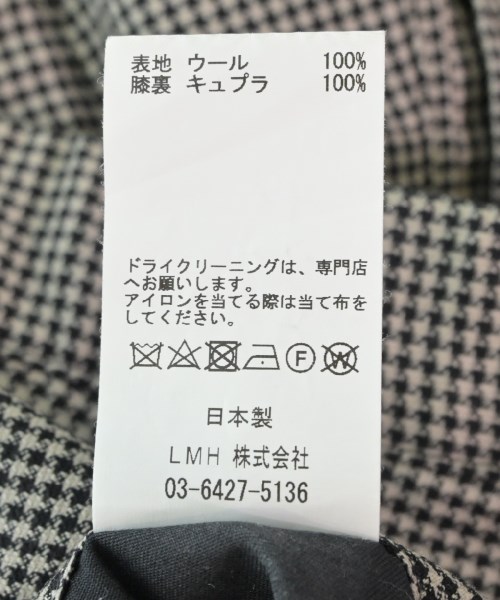 表地 ウール 100%
膝裏 キュプラ 100%
ドライクリーニングは、専門店
へお願いします。
アイロンを当てる際は当て布を
してください。
F W
日本製
LMH 株式会社
03-6427-5136